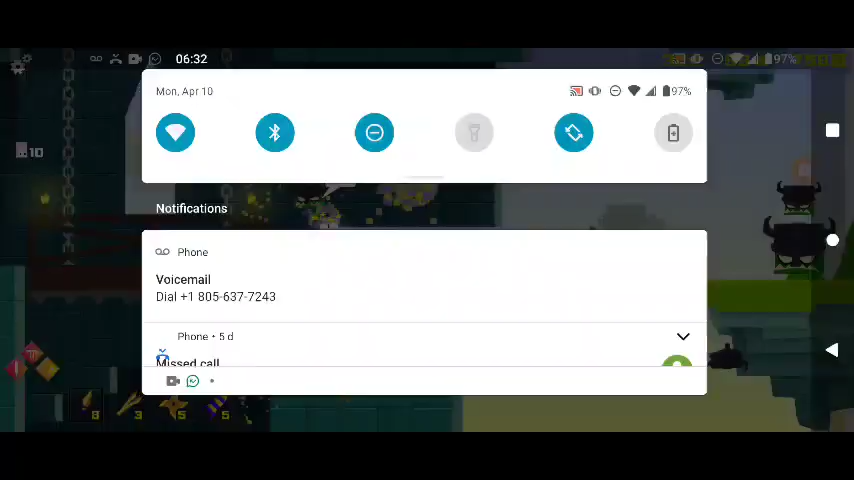 06:32
97%
Mon, Apr 10
97%
10
Notifications
Phone
Voicemail
Dial +1 805-637-7243
Phone • 5 d
Missed call
8
3
5
5